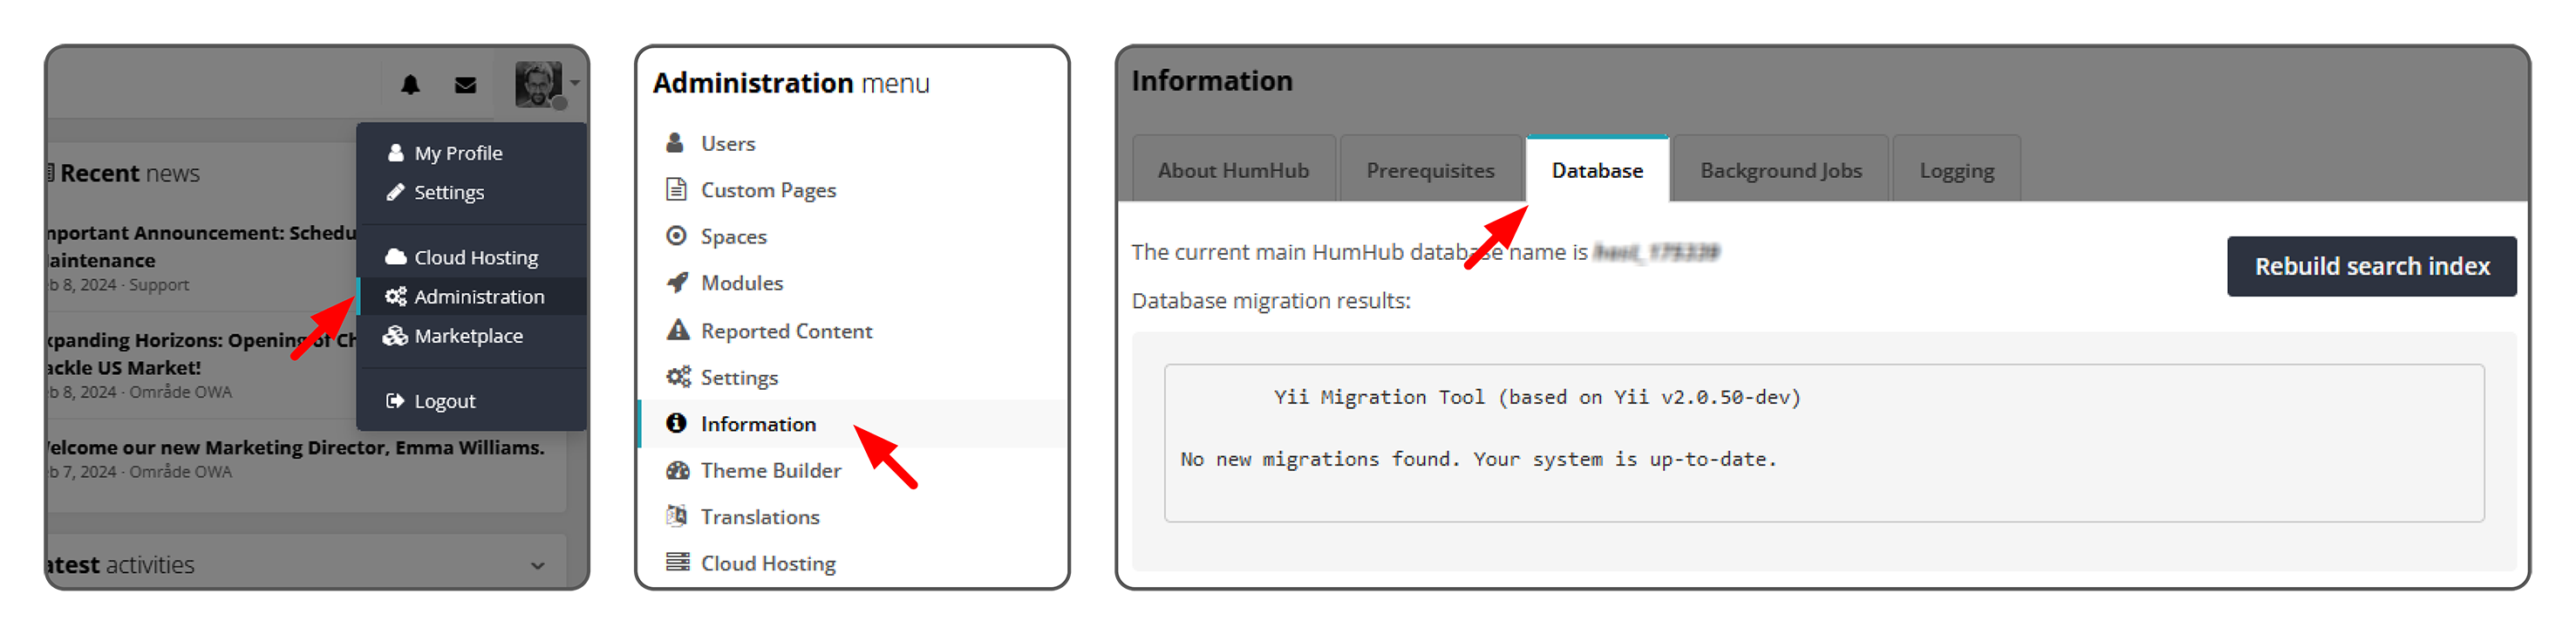 My Profile
Settings
Cloud Hosting
Administration
Marketplace
Logout
Recent news
mportant Announcement: Schedu
aintenance
eb 8, 2024 · Support
xpanding Horizons: Opening of Ch
ackle US Market!
eb 8, 2024 · Område OWA
elcome our new Marketing Director, Emma Williams.
eb 7, 2024 · Område OWA
atest activities
Administration menu
Users
Custom Pages
Spaces
Modules
Reported Content
Settings
Information
Theme Builder
Translations
Cloud Hosting
Information
About HumHub
Prerequisites
Database
Background Jobs
Logging
The current main HumHub database name is
Rebuild search index
Database migration results:
Yii Migration Tool (based on Yii v2.0.50-dev)
No new migrations found. Your system is up-to-date.